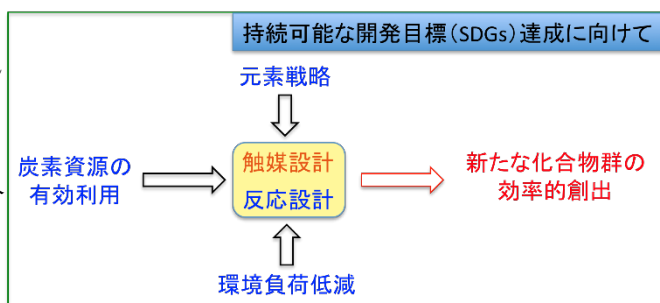 持続可能な開発目標（SDGs）達成に向けて
元素戦略
炭素資源の
有効利用
触媒設計
反応設計
新たな化合物群の
効率的創出
環境負荷低減